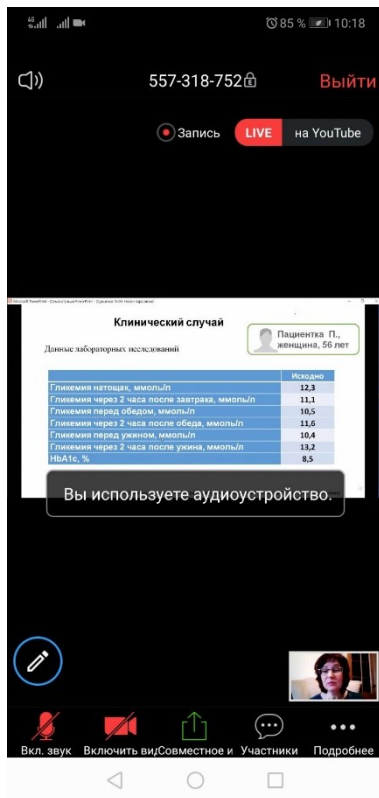 4G
85 % 10:18
557-318-752 Выйти
Запись LIVE на YouTube
Клинический случай
Пациентка П.,
женщина, 56 лет
Данные лабораторных исследований
Исходно
Гликемия натощак, ммоль/л 12,3
Гликемия через 2 часа после завтрака, ммоль/л 11,1
Гликемия перед обедом, ммоль/л 10,5
Гликемия через 2 часа после обеда, ммоль/л 11,6
Гликемия перед ужином, ммоль/л 10,4
Гликемия через 2 часа после ужина, ммоль/л 13,2
HbA1c, % 8,5
Вы используете аудиоустройство.
Вкл. звук Включить ви Совместное и Участники Подробнее